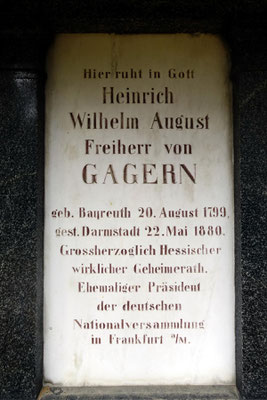 Hier ruht in Gott
Heinrich
Wilhelm August
Freiherr von
GAGERN
geb. Bayreuth 20. August 1799,
gest. Darmstadt 22. Mai 1880.
Grossherzoglich Hessischer
wirklicher Geheimerath.
Ehemaliger Präsident
der deutschen
Nationalversammlung
in Frankfurt a/M.